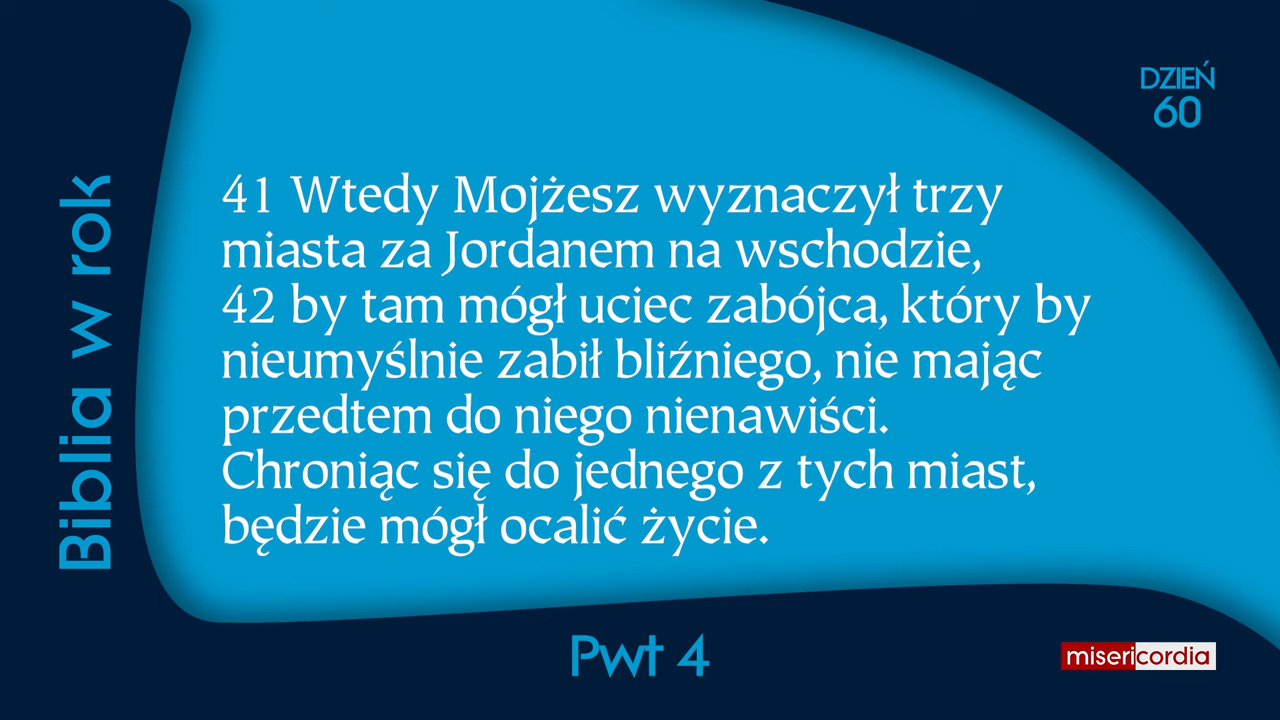 DZIEŃ
60
Biblia w rok
41 Wtedy Mojżesz wyznaczył trzy
miasta za Jordanem na wschodzie,
42 by tam mógł uciec zabójca, który by
nieumyślnie zabił bliźniego, nie mając
przedtem do niego nienawiści.
Chroniąc się do jednego z tych miast,
będzie mógł ocalić życie.
Pwt 4
misericordia